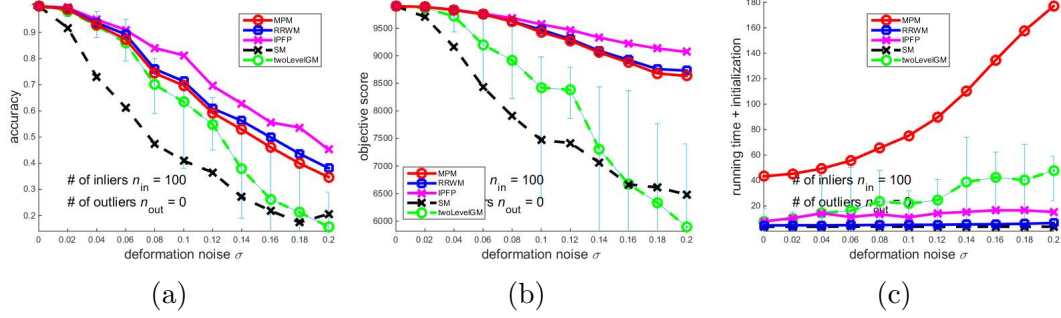 accuracy
1
0.9
0.8
0.7
0.6
0.5
0.4
0.3
0.2
MPM
RRWM
IPFP
SM
twoLevelGM
# of inliers n_in = 100
# of outliers n_out = 0
0 0.02 0.04 0.06 0.08 0.1 0.12 0.14 0.16 0.18 0.2
deformation noise σ
(a)
objective score
9500
9000
8500
8000
7500
7000
6500
6000
MPM
RRWM
IPFP
SM
twoLevelGM
n_in = 100
rs n_out = 0
0 0.02 0.04 0.06 0.08 0.1 0.12 0.14 0.16 0.18 0.2
deformation noise σ
(b)
running time + initialization
180
160
140
120
100
80
60
40
20
MPM
RRWM
IPFP
SM
twoLevelGM
# of inliers n_in = 100
# of outliers n_out = 0
0 0.02 0.04 0.06 0.08 0.1 0.12 0.14 0.16 0.18 0.2
deformation noise σ
(c)